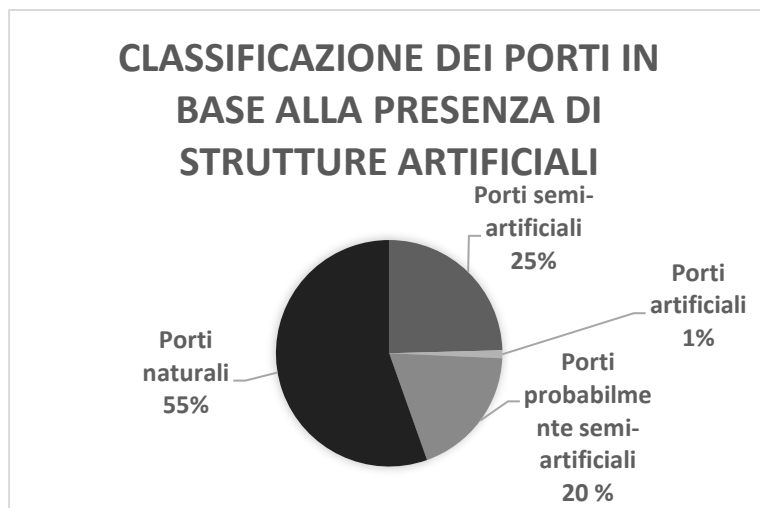 CLASSIFICAZIONE DEI PORTI IN
BASE ALLA PRESENZA DI
STRUTTURE ARTIFICIALI
Porti semi-
artificiali
25%
Porti
artificiali
1%
Porti
probabilme
nte semi-
artificiali
20 %
Porti
naturali
55%